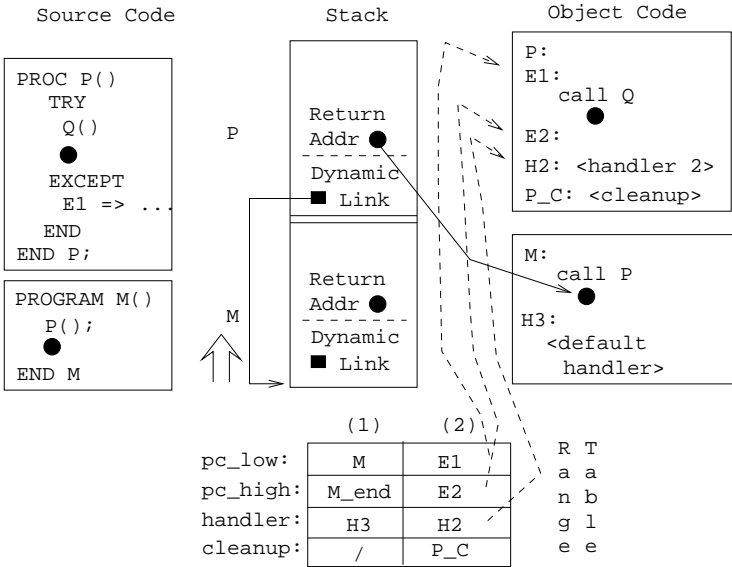 Source Code
Stack
Object Code
PROC P()
TRY
Q()
EXCEPT
E1 => ...
END
END P;
PROGRAM M()
P();
END M
P
M
Return
Addr
Dynamic
Link
Return
Addr
Dynamic
Link
P:
E1:
call Q
E2:
H2: <handler 2>
P_C: <cleanup>
M:
call P
H3:
<default
handler>
(1) (2)
pc_low: M E1
pc_high: M_end E2
handler: H3 H2
cleanup: / P_C
Range
Table